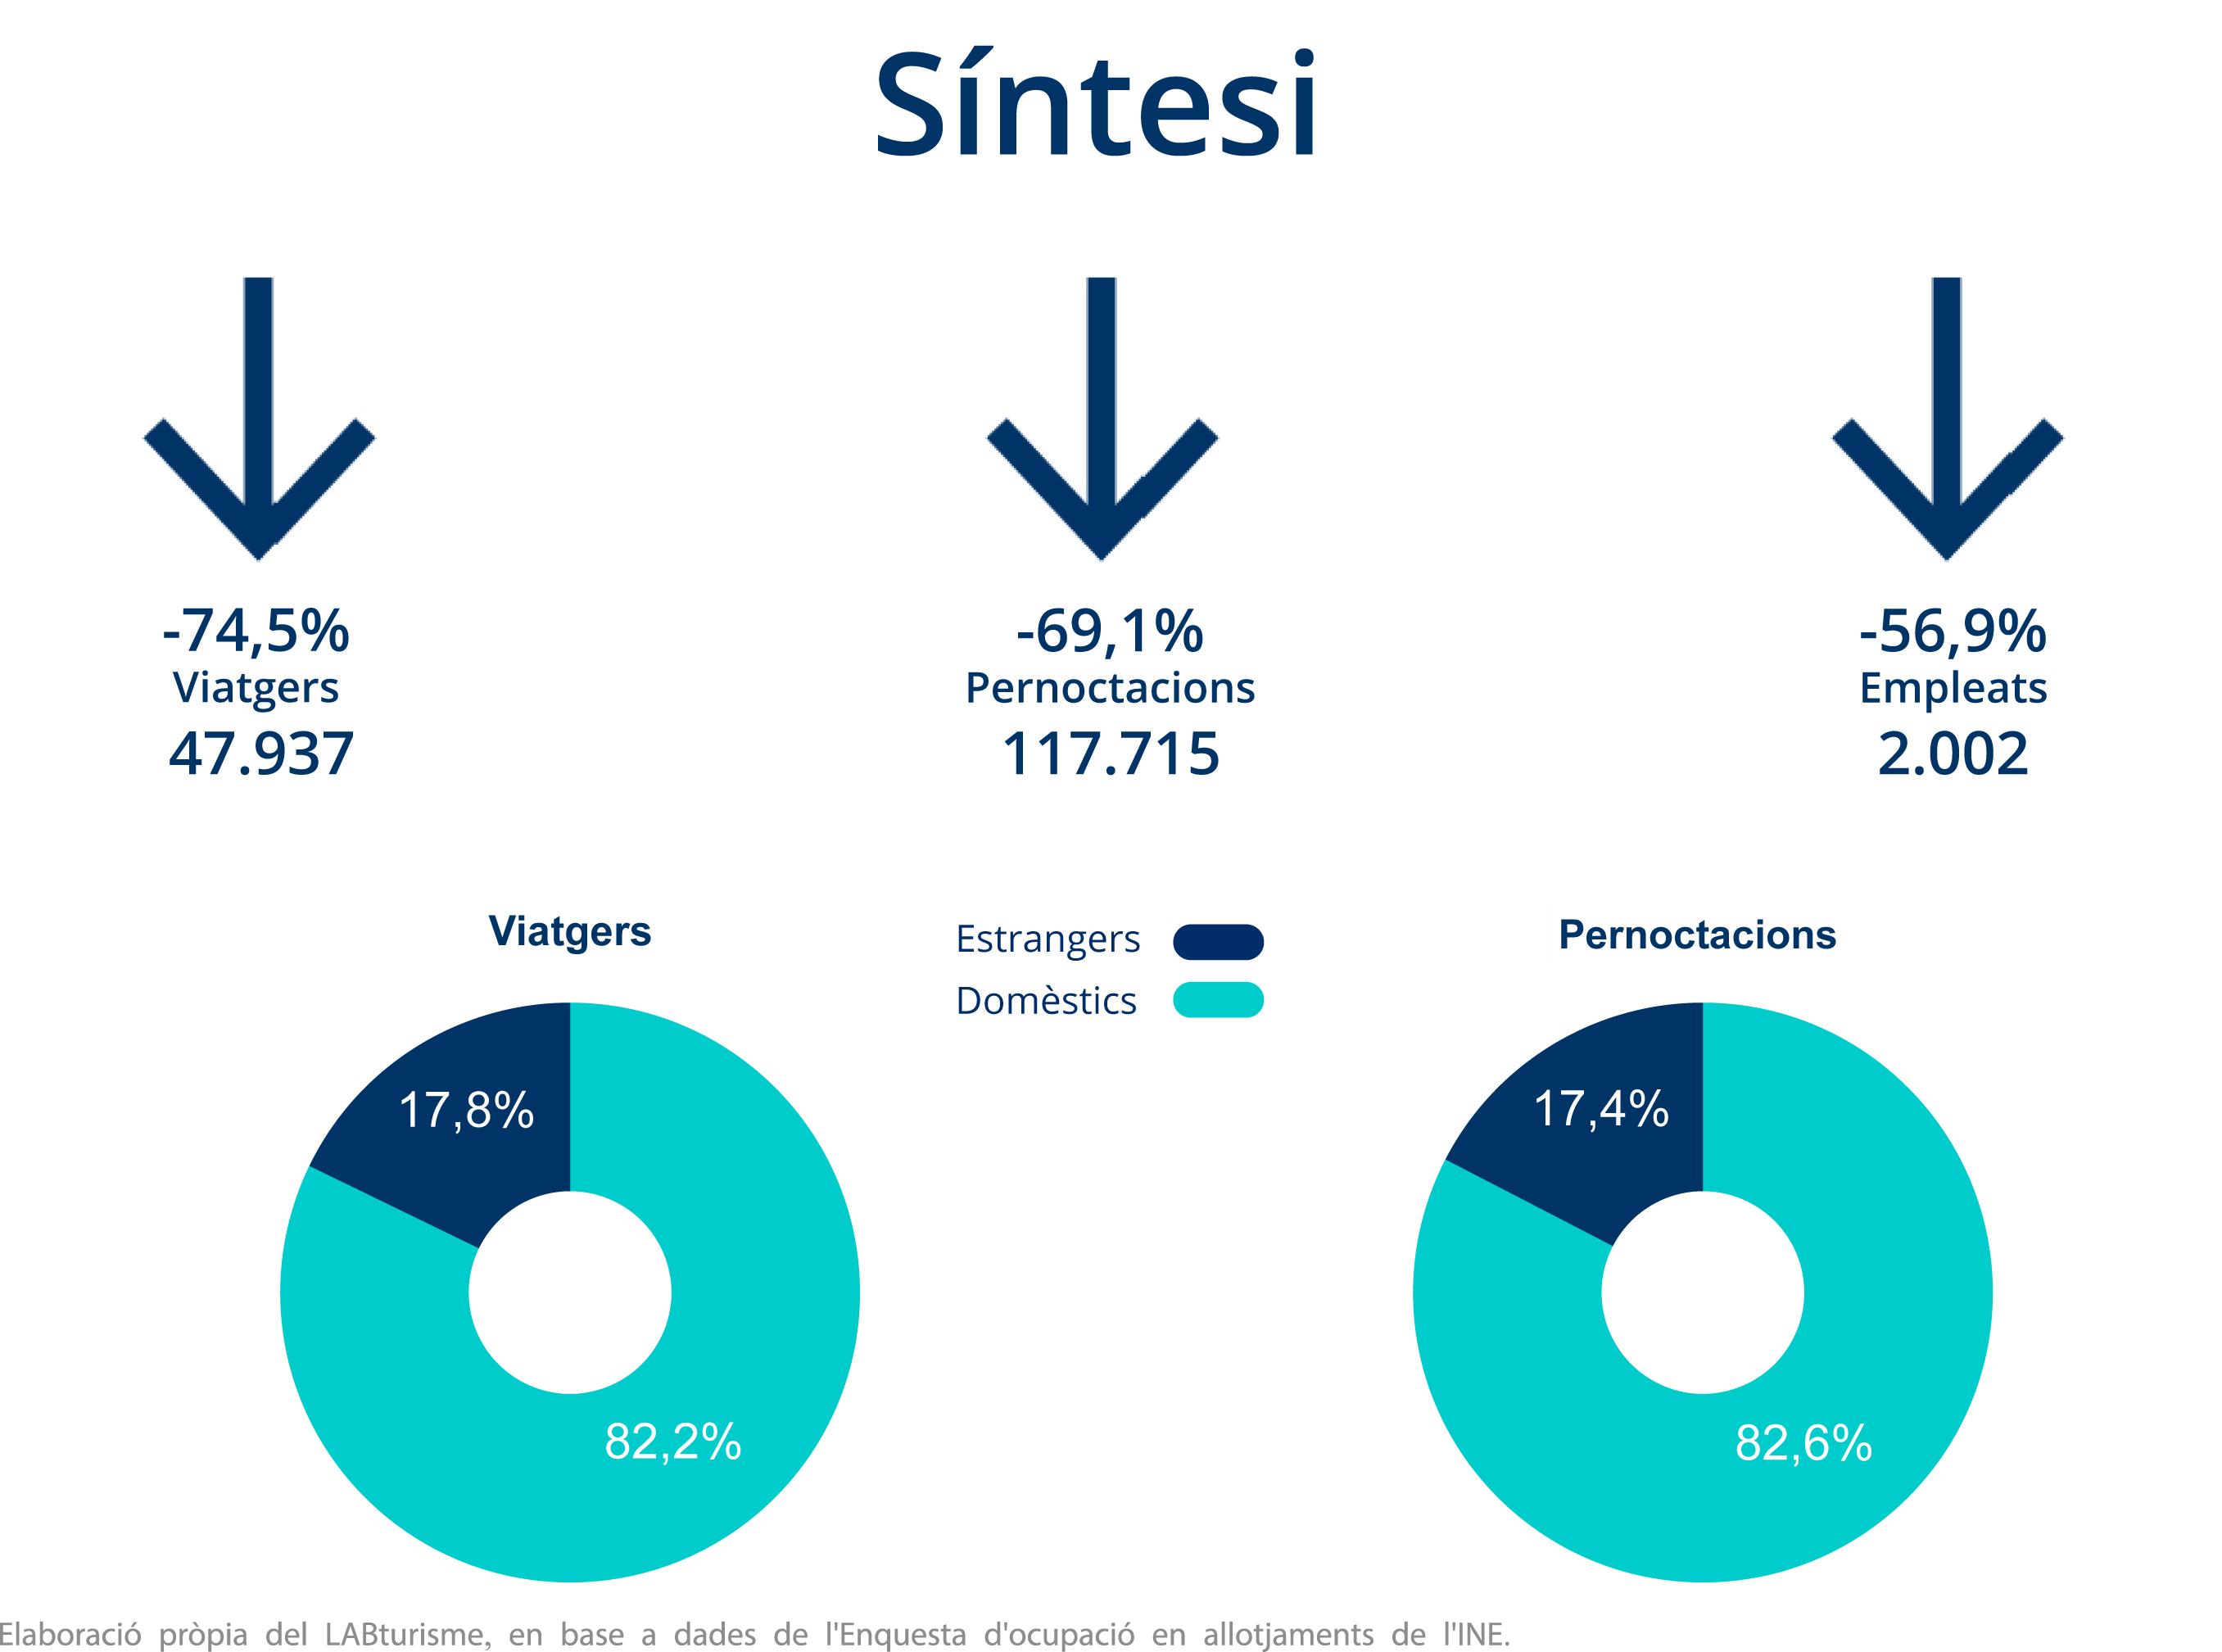 Síntesi
-74,5%
Viatgers
47.937
-69,1%
Pernoctacions
117.715
-56,9%
Empleats
2.002
Viatgers
Estrangers
Domèstics
Pernoctacions
17,8%
82,2%
17,4%
82,6%
Elaboració pròpia del LABturisme, en base a dades de l'Enquesta d'ocupació en allotjaments de l'INE.